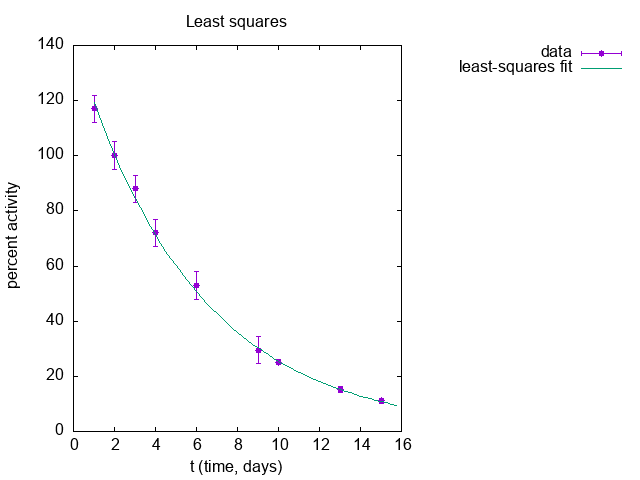 Least squares
data
least-squares fit
percent activity
140
120
100
80
60
40
20
0
0 2 4 6 8 10 12 14 16
t (time, days)